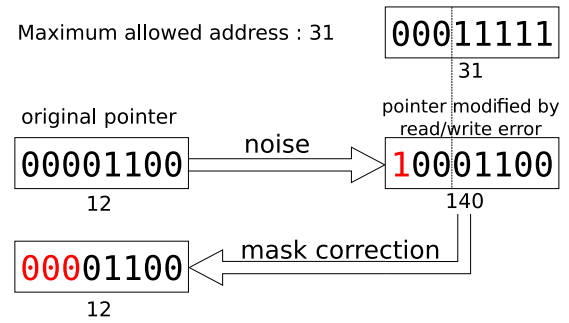 Maximum allowed address : 31
00011111
31
original pointer
pointer modified by
read/write error
00001100
noise
10001100
12
140
mask correction
00001100
12